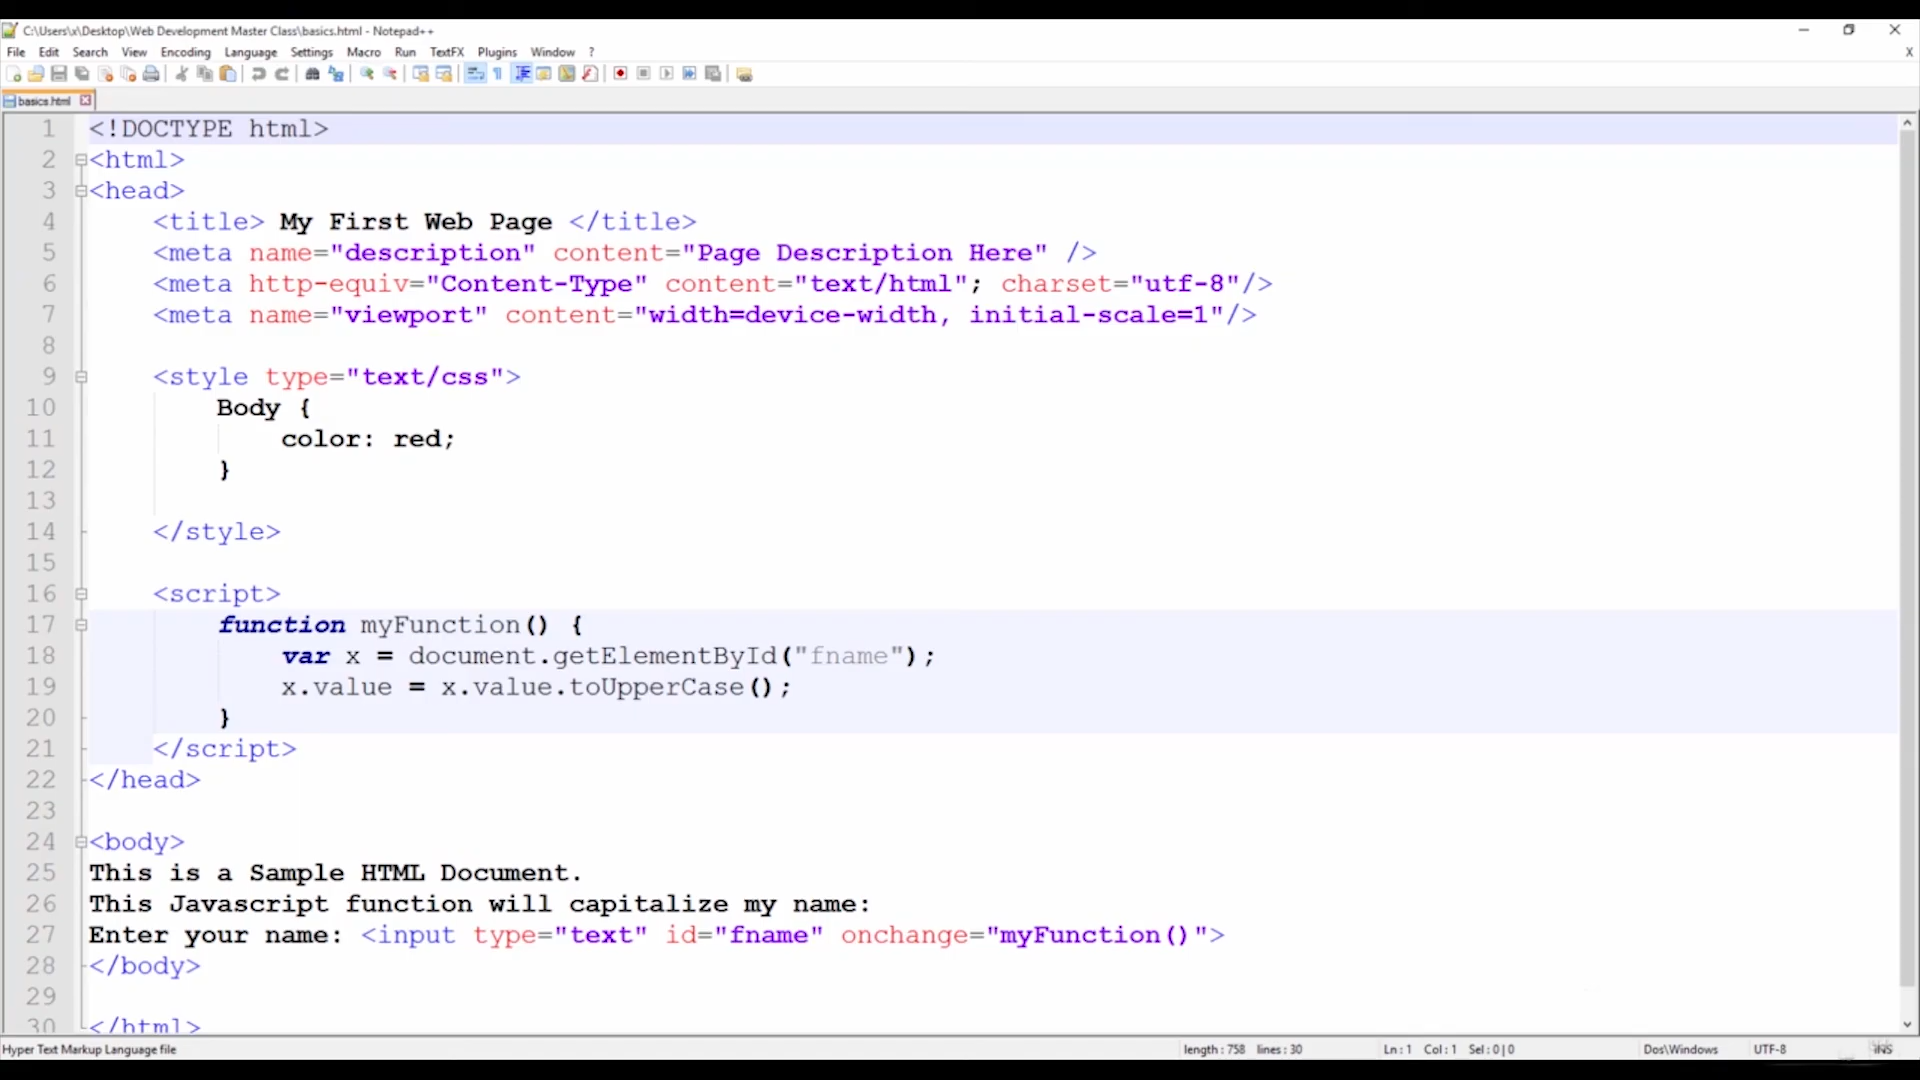 C:\Users\x\Desktop\Web Development Master Class\basics.html - Notepad++
File Edit Search View Encoding Language Settings Macro Run TextFX Plugins Window ? X
basics.html
1 <!DOCTYPE html>
2 <html>
3 <head>
4 <title> My First Web Page </title>
5 <meta name="description" content="Page Description Here" />
6 <meta http-equiv="Content-Type" content="text/html"; charset="utf-8"/>
7 <meta name="viewport" content="width=device-width, initial-scale=1"/>
8
9 <style type="text/css">
10 Body {
11 color: red;
12 }
13
14 </style>
15
16 <script>
17 function myFunction() {
18 var x = document.getElementById("fname");
19 x.value = x.value.toUpperCase();
20 }
21 </script>
22 </head>
23
24 <body>
25 This is a Sample HTML Document.
26 This Javascript function will capitalize my name:
27 Enter your name: <input type="text" id="fname" onchange="myFunction()">
28 </body>
29
30 </html>
Hyper Text Markup Language file length : 758 lines : 30 Ln : 1 Col : 1 Sel : 0 | 0 Dos\Windows UTF-8 INS